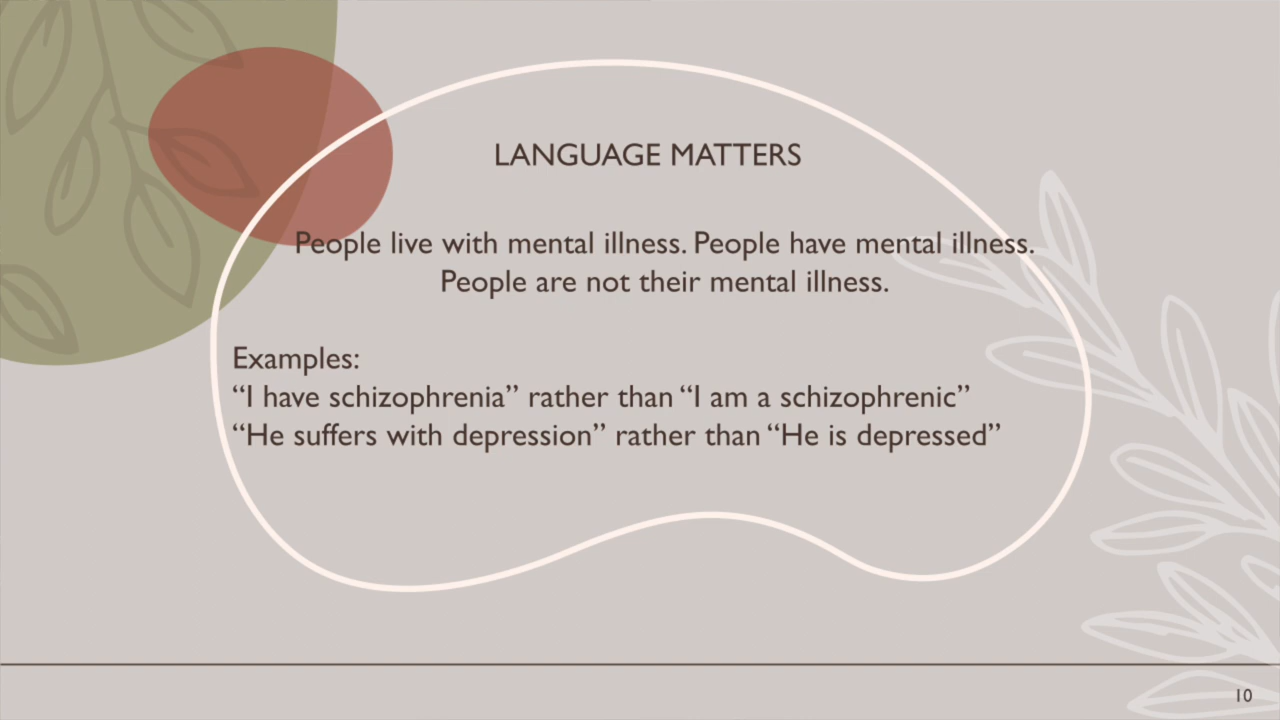 LANGUAGE MATTERS
People live with mental illness. People have mental illness.
People are not their mental illness.
Examples:
“I have schizophrenia” rather than “I am a schizophrenic”
“He suffers with depression” rather than “He is depressed”
10